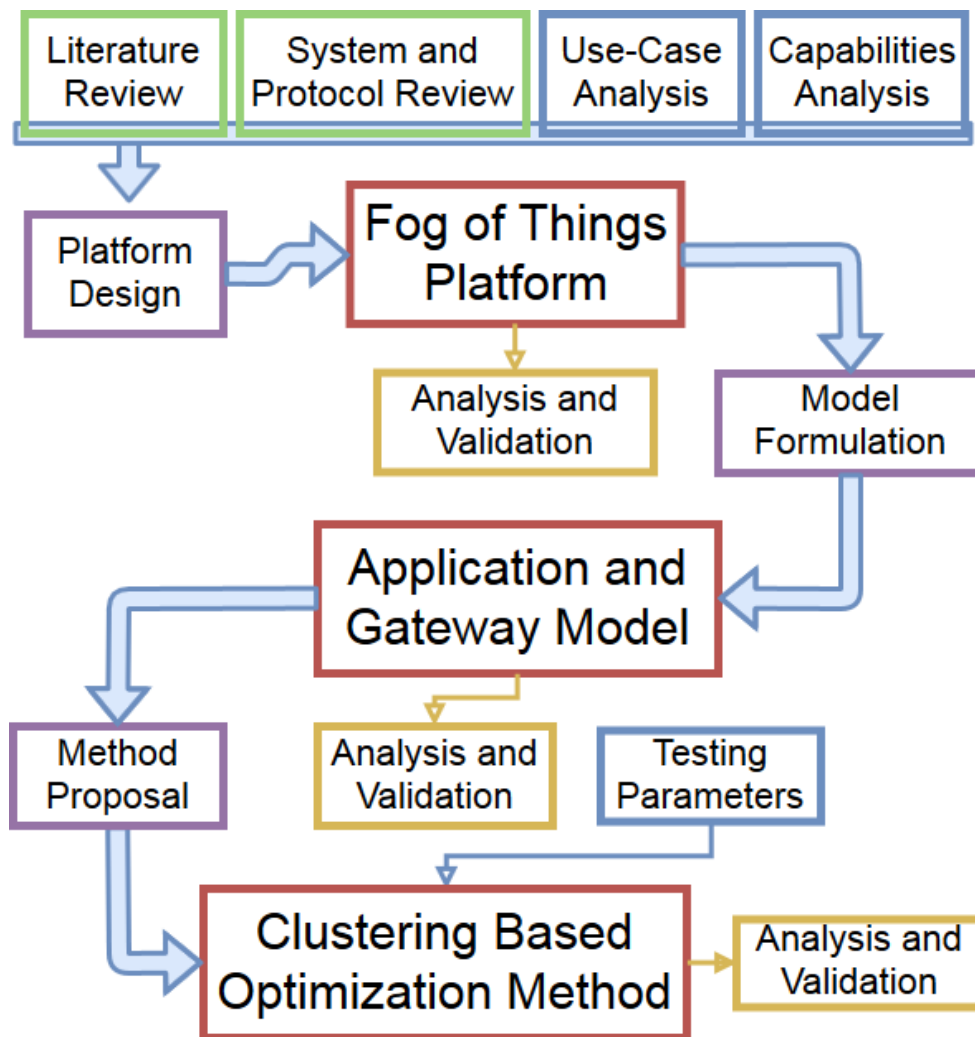 Literature
Review
System and
Protocol Review
Use-Case
Analysis
Capabilities
Analysis
Platform
Design
Fog of Things
Platform
Analysis and
Validation
Model
Formulation
Application and
Gateway Model
Method
Proposal
Analysis and
Validation
Testing
Parameters
Clustering Based
Optimization Method
Analysis and
Validation